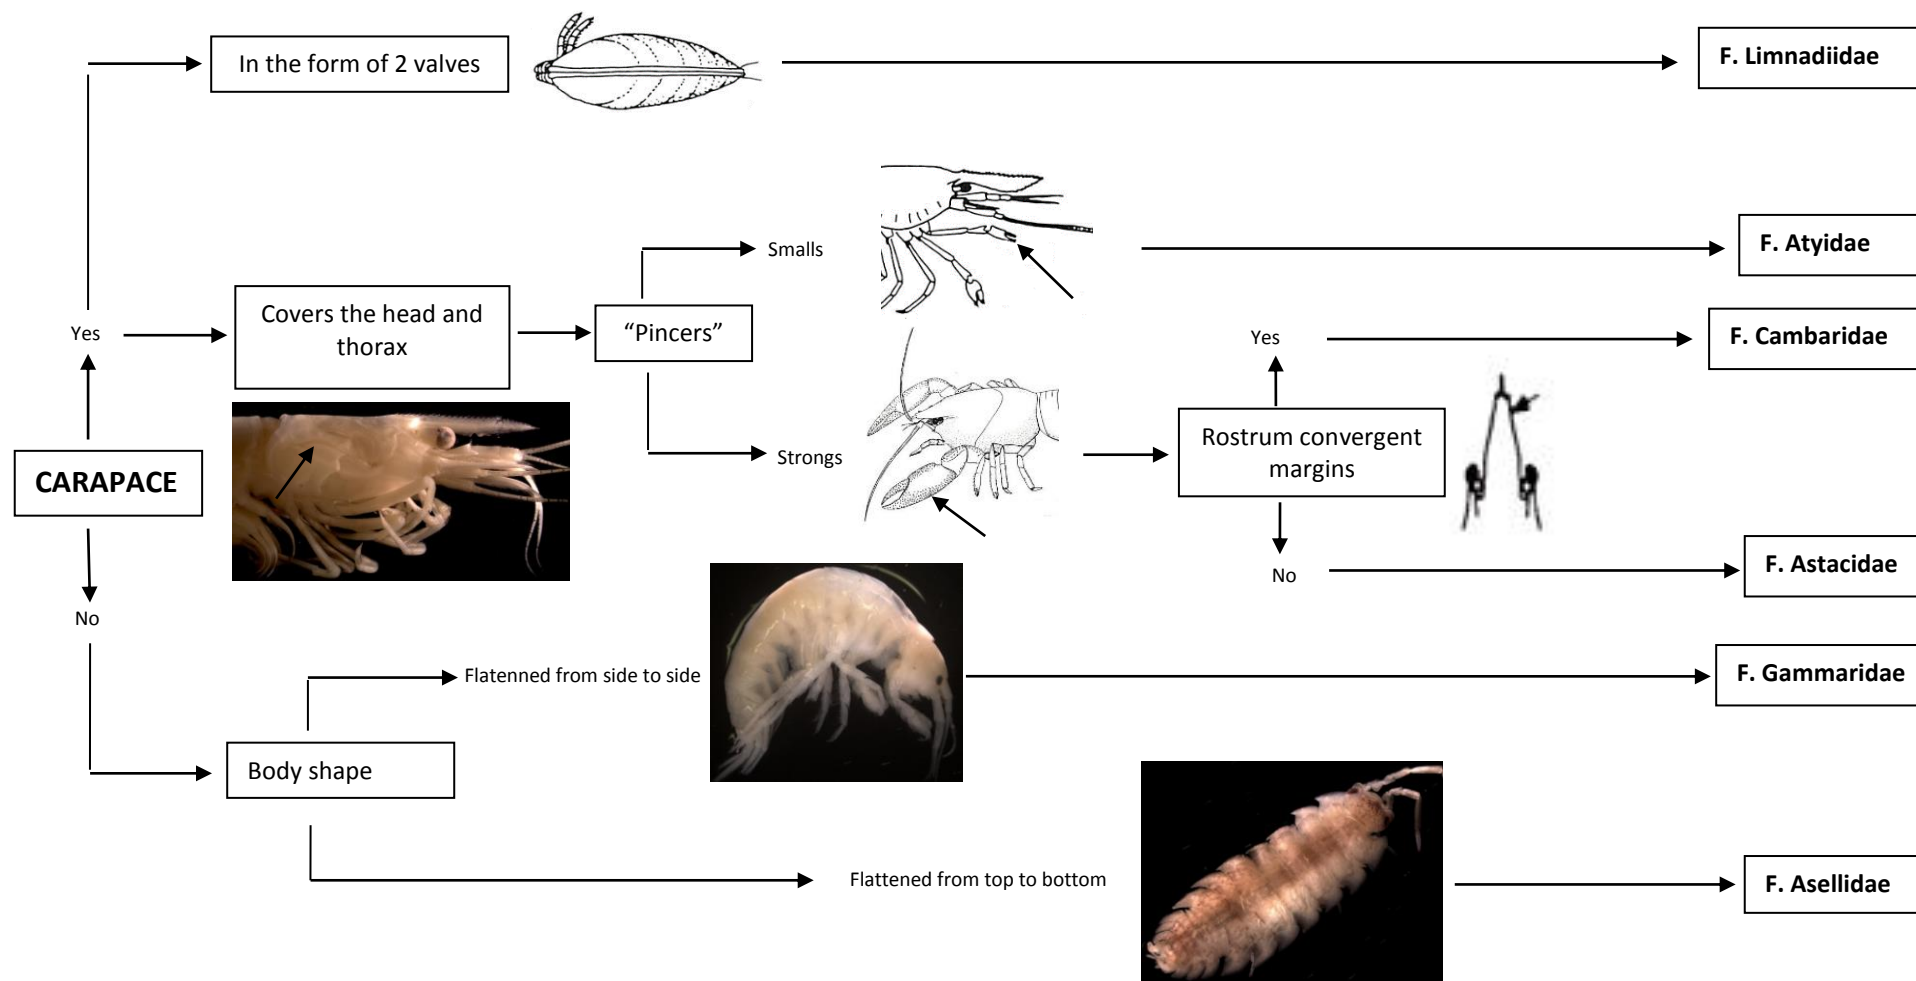 In the form of 2 valves
F. Limnadiidae
Smalls
F. Atyidae
Yes
Covers the head and
thorax
"Pincers"
Yes
F. Cambaridae
CARAPACE
Strongs
Rostrum convergent
margins
No
F. Astacidae
No
Flatenned from side to side
F. Gammaridae
Body shape
Flattened from top to bottom
F. Asellidae